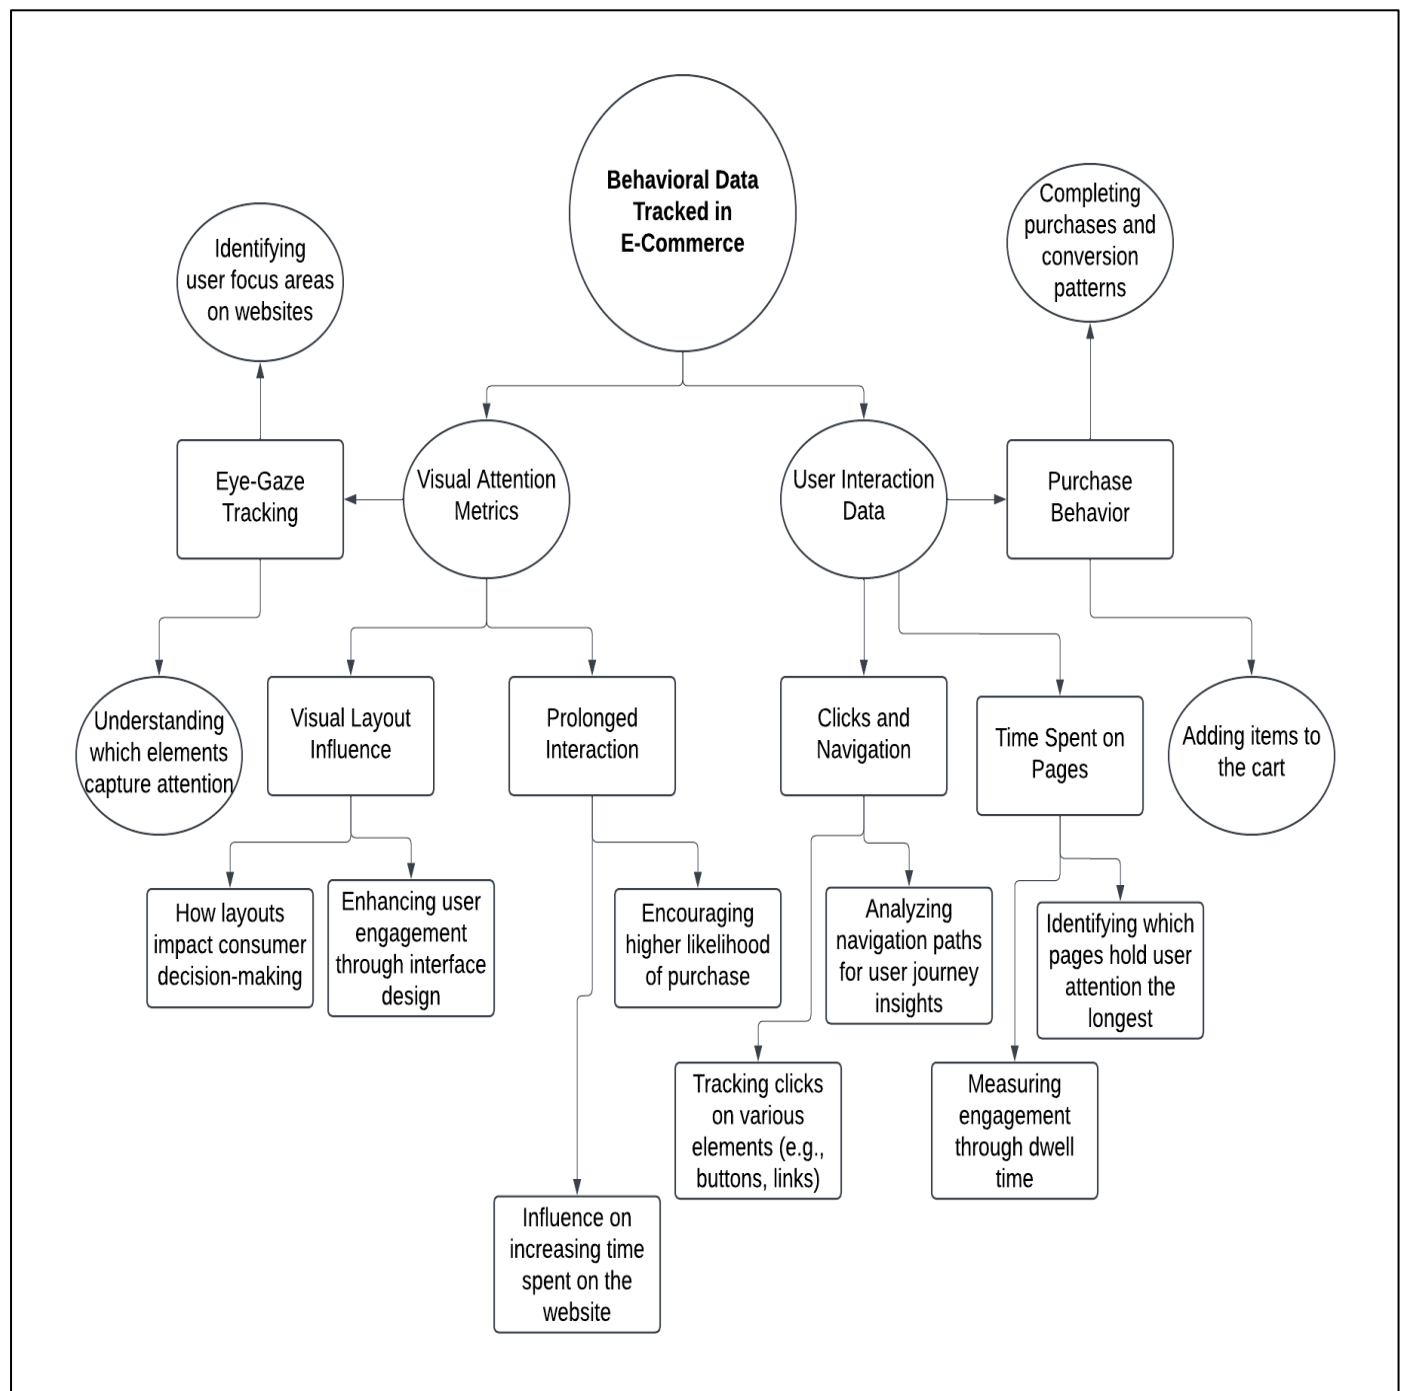 Behavioral Data
Tracked in
E-Commerce
Completing
purchases and
conversion
patterns
Identifying
user focus areas
on websites
Eye-Gaze
Tracking
Visual Attention
Metrics
User Interaction
Data
Purchase
Behavior
Understanding
which elements
capture attention
Visual Layout
Influence
Prolonged
Interaction
Clicks and
Navigation
Time Spent on
Pages
Adding items to
the cart
How layouts
impact consumer
decision-making
Enhancing user
engagement
through interface
design
Encouraging
higher likelihood
of purchase
Analyzing
navigation paths
for user journey
insights
Identifying which
pages hold user
attention the
longest
Tracking clicks
on various
elements (e.g.,
buttons, links)
Measuring
engagement
through dwell
time
Influence on
increasing time
spent on the
website